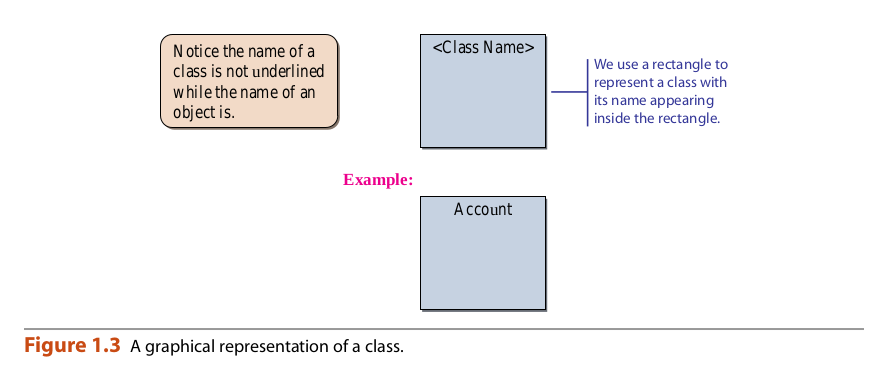 Notice the name of a
class is not underlined
while the name of an
object is.
<Class Name>
We use a rectangle to
represent a class with
its name appearing
inside the rectangle.
Example:
Account
Figure 1.3 A graphical representation of a class.